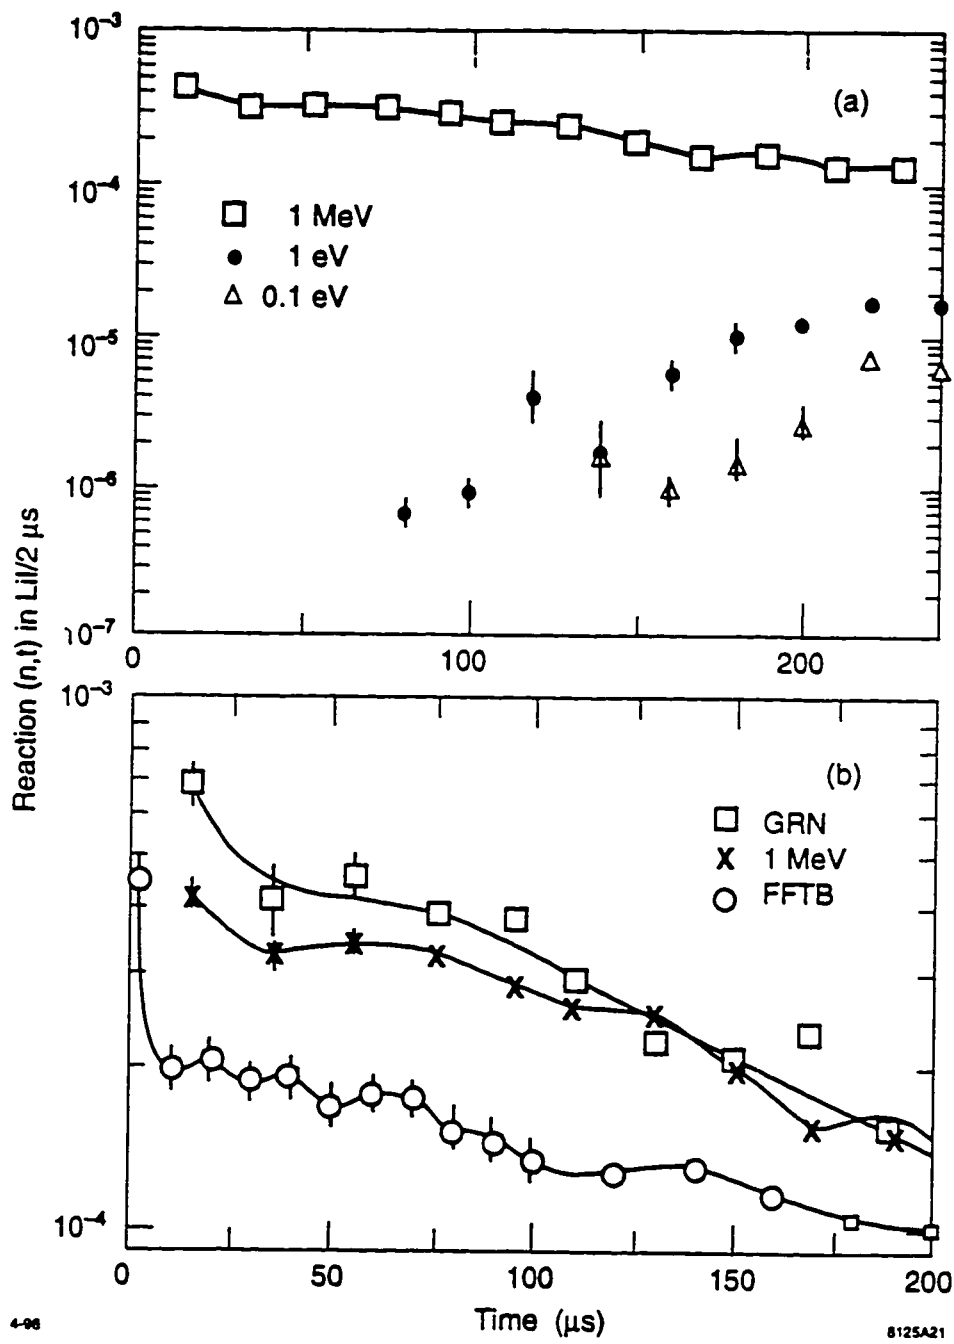 10⁻³
(a)
10⁻⁴
1 MeV
1 eV
0.1 eV
10⁻⁵
10⁻⁶
10⁻⁷
0
100
200
Reaction (n,t) in LiI/2 µs
10⁻³
(b)
GRN
1 MeV
FFTB
10⁻⁴
0
50
100
150
200
Time (µs)
4-96
8125A21